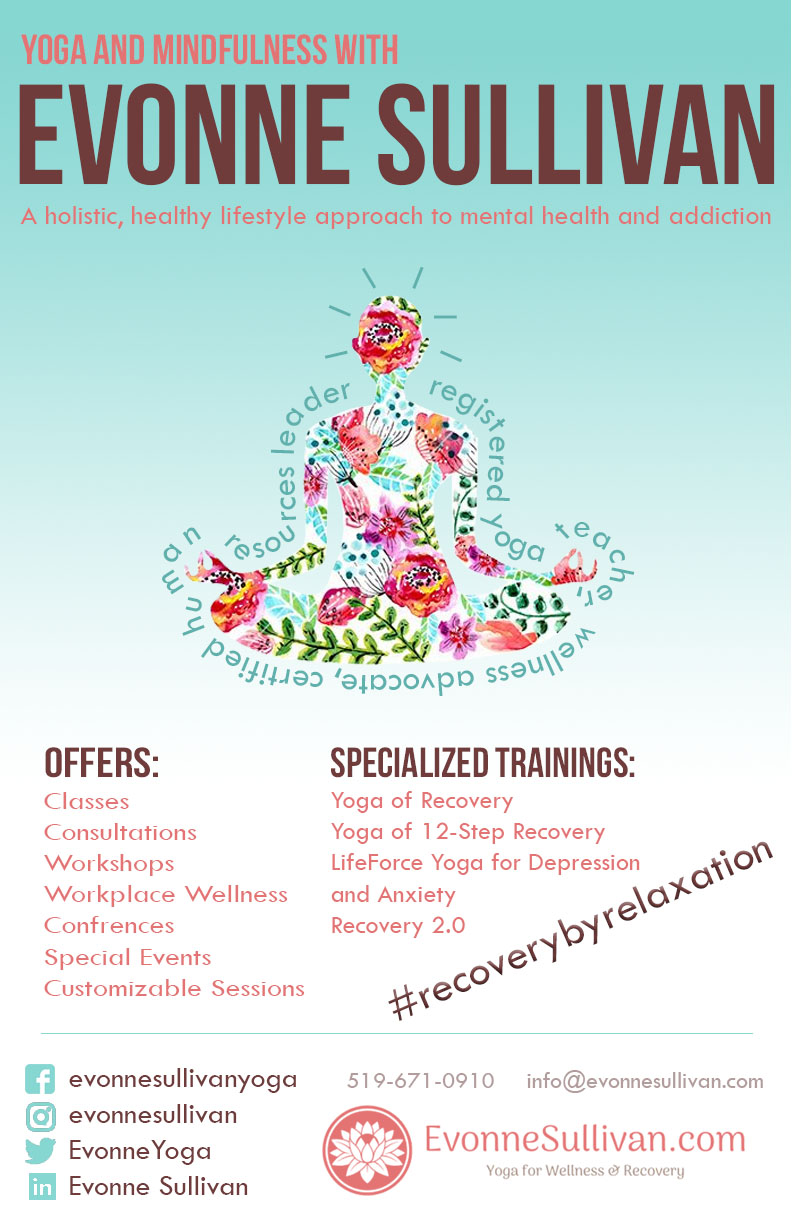 YOGA AND MINDFULNESS WITH
EVONNE SULLIVAN
A holistic, healthy lifestyle approach to mental health and addiction
registered yoga teacher, wellness advocate, certified human resources leader
OFFERS:
Classes
Consultations
Workshops
Workplace Wellness
Confrences
Special Events
Customizable Sessions
SPECIALIZED TRAININGS:
Yoga of Recovery
Yoga of 12-Step Recovery
LifeForce Yoga for Depression
and Anxiety
Recovery 2.0
#recoverybyrelaxation
evonnesullivanyoga
evonnesullivan
EvonneYoga
Evonne Sullivan
519-671-0910 info@evonnesullivan.com
EvonneSullivan.com
Yoga for Wellness & Recovery